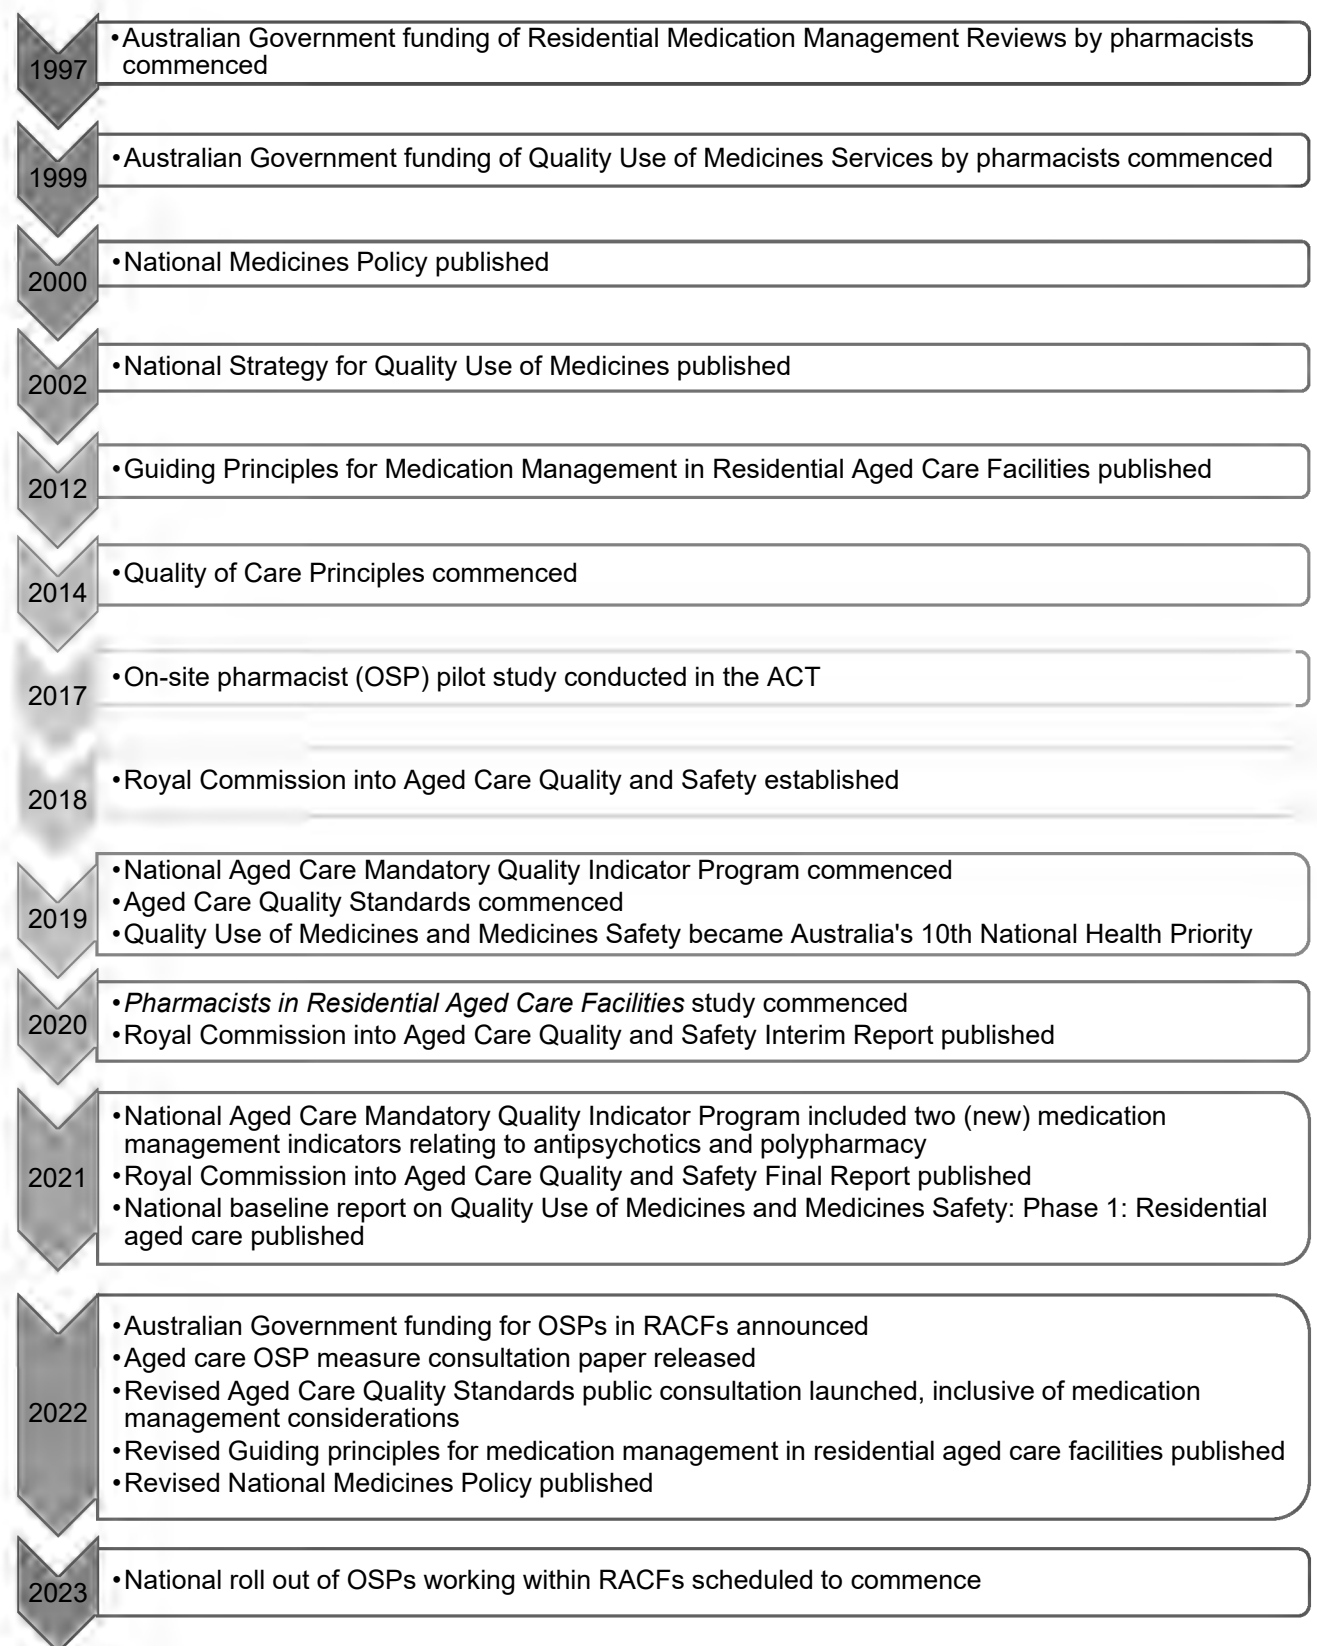 1997
•Australian Government funding of Residential Medication Management Reviews by pharmacists
commenced
1999
•Australian Government funding of Quality Use of Medicines Services by pharmacists commenced
2000
•National Medicines Policy published
2002
•National Strategy for Quality Use of Medicines published
2012
•Guiding Principles for Medication Management in Residential Aged Care Facilities published
2014
•Quality of Care Principles commenced
2017
•On-site pharmacist (OSP) pilot study conducted in the ACT
2018
•Royal Commission into Aged Care Quality and Safety established
2019
•National Aged Care Mandatory Quality Indicator Program commenced
•Aged Care Quality Standards commenced
•Quality Use of Medicines and Medicines Safety became Australia's 10th National Health Priority
2020
•Pharmacists in Residential Aged Care Facilities study commenced
•Royal Commission into Aged Care Quality and Safety Interim Report published
2021
•National Aged Care Mandatory Quality Indicator Program included two (new) medication
management indicators relating to antipsychotics and polypharmacy
•Royal Commission into Aged Care Quality and Safety Final Report published
•National baseline report on Quality Use of Medicines and Medicines Safety: Phase 1: Residential
aged care published
2022
•Australian Government funding for OSPs in RACFs announced
•Aged care OSP measure consultation paper released
•Revised Aged Care Quality Standards public consultation launched, inclusive of medication
management considerations
•Revised Guiding principles for medication management in residential aged care facilities published
•Revised National Medicines Policy published
2023
•National roll out of OSPs working within RACFs scheduled to commence